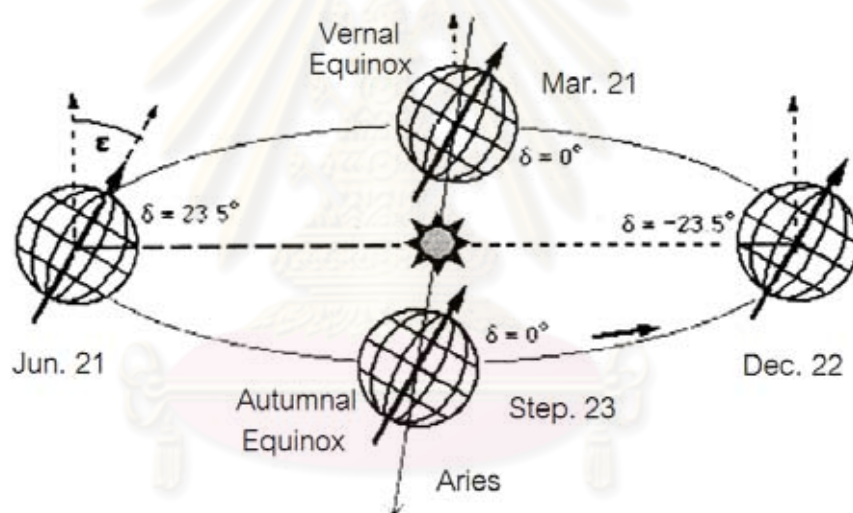 Vernal
Equinox
Mar. 21
ε
δ = 0°
δ = 23.5°
δ = -23.5°
δ = 0°
Jun. 21
Dec. 22
Autumnal
Equinox
Step. 23
Aries